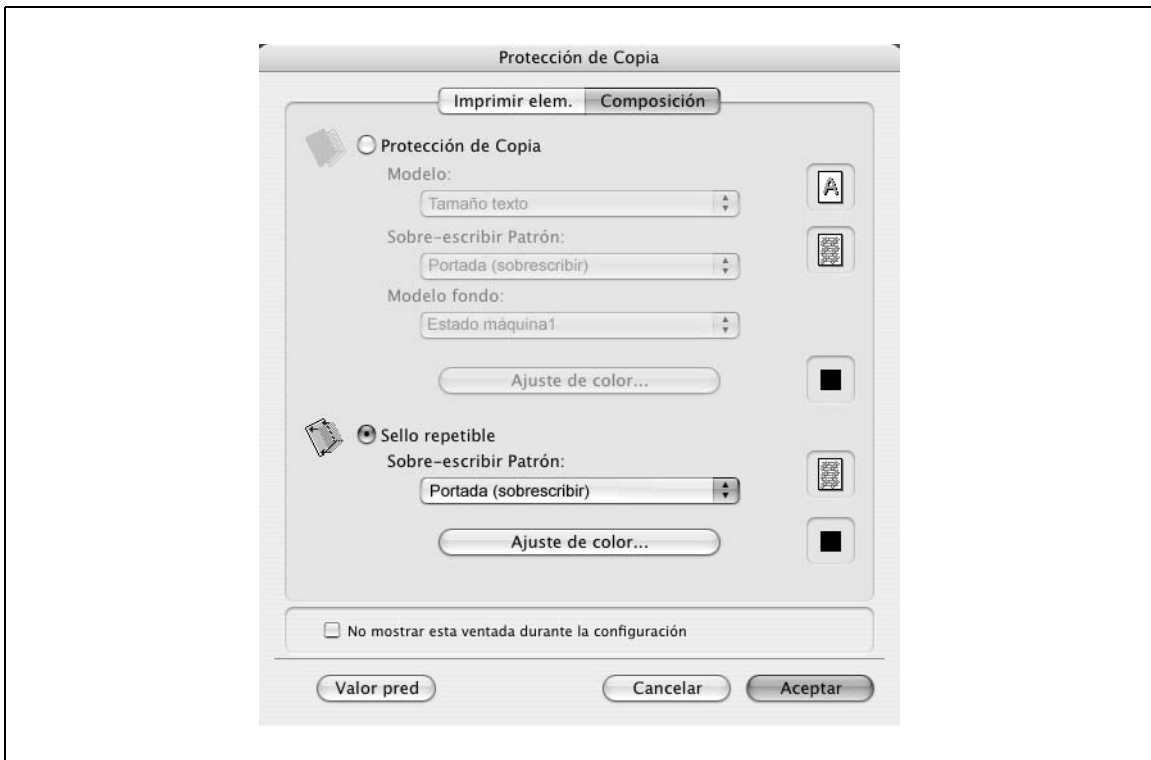 Protección de Copia
Imprimir elem. Composición
Protección de Copia
Modelo:
Tamaño texto
A
Sobre-escribir Patrón:
Portada (sobrescribir)
Modelo fondo:
Estado máquina1
Ajuste de color...
Sello repetible
Sobre-escribir Patrón:
Portada (sobrescribir)
Ajuste de color...
No mostrar esta ventada durante la configuración
Valor pred Cancelar Aceptar